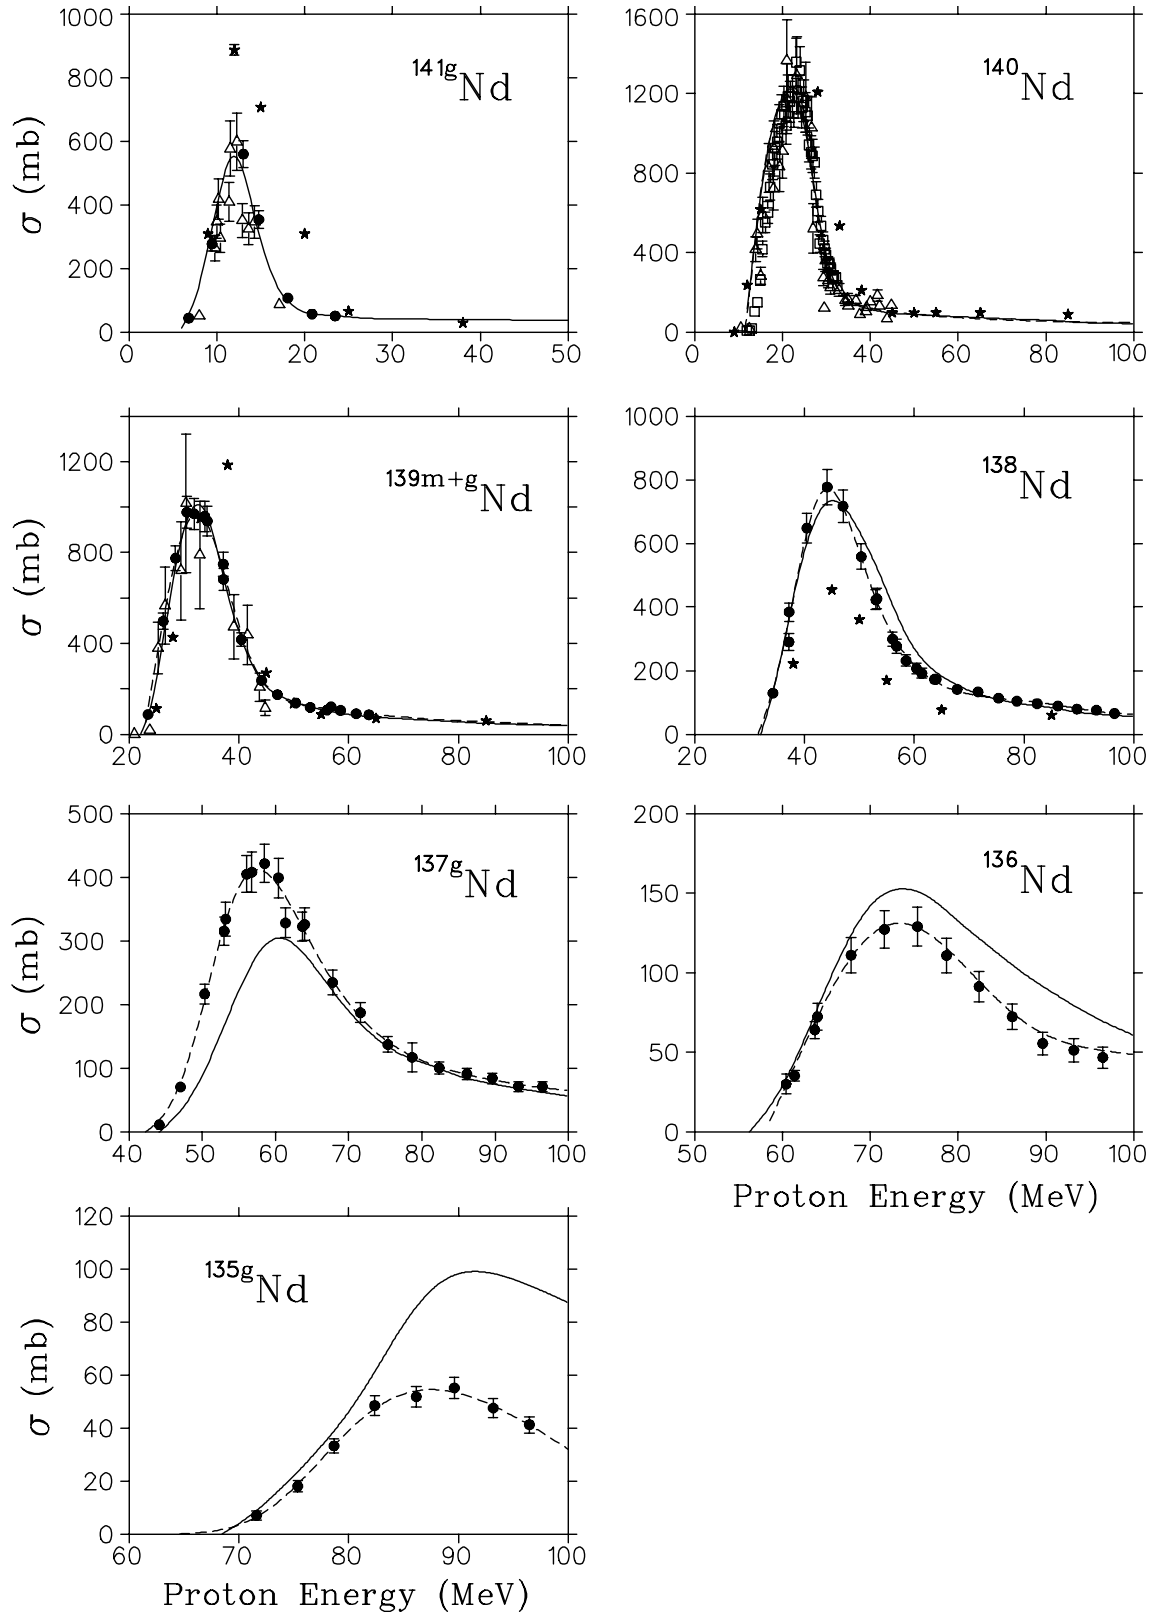 1000
800
600
400
200
0
σ (mb)
141g Nd
0 10 20 30 40 50
1600
1200
800
400
0
140 Nd
0 20 40 60 80 100
1200
800
400
0
σ (mb)
139m+g Nd
20 40 60 80 100
1000
800
600
400
200
0
138 Nd
20 40 60 80 100
500
400
300
200
100
0
σ (mb)
137g Nd
40 50 60 70 80 90 100
200
150
100
50
0
136 Nd
50 60 70 80 90 100
Proton Energy (MeV)
120
100
80
60
40
20
0
σ (mb)
135g Nd
60 70 80 90 100
Proton Energy (MeV)